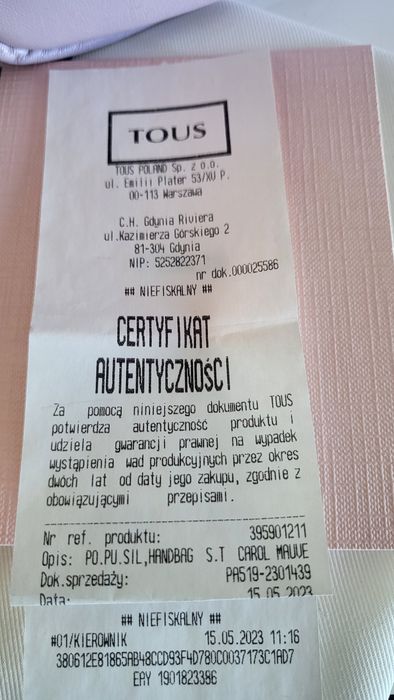 TOUS
TOUS POLAND Sp. z o.o.
ul. Emilii Plater 53/XV P.
00-113 Warszawa
C.H. Gdynia Riviera
ul.Kazimierza Górskiego 2
81-304 Gdynia
NIP: 5252822371
nr dok.000025586
## NIEFISKALNY ##
CERTYFIKAT
AUTENTYCZNOŚCI
Za pomocą niniejszego dokumentu TOUS
potwierdza autentyczność produktu i
udziela gwarancji prawnej na wypadek
wystąpienia wad produkcyjnych przez okres
dwóch lat od daty jego zakupu, zgodnie z
obowiązującymi przepisami.
Nr ref. produktu: 395901211
Opis: PO.PU.SIL,HANDBAG S.T CAROL MAUVE
Dok.sprzedaży: PA519-2301439
Data: 15.05.2023
## NIEFISKALNY ##
#01/KIEROWNIK 15.05.2023 11:16
380612E81865AB48CCD93F4D780C0037173C1AD7
EAY 1901823386